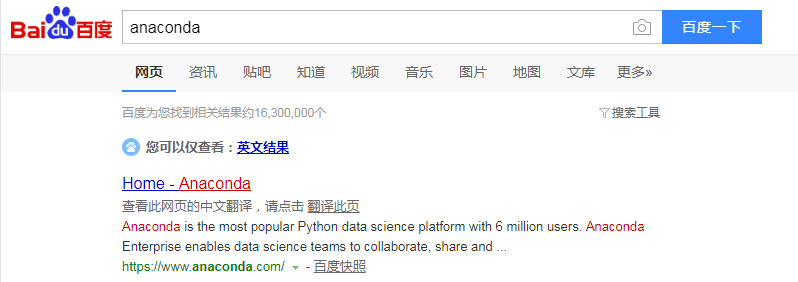 Bai du 百度 anaconda 百度一下
网页 资讯 贴吧 知道 视频 音乐 图片 地图 文库 更多»
百度为您找到相关结果约16,300,000个 搜索工具
您可以仅查看：英文结果
Home - Anaconda
查看此网页的中文翻译，请点击 翻译此页
Anaconda is the most popular Python data science platform with 6 million users. Anaconda
Enterprise enables data science teams to collaborate, share and ...
https://www.anaconda.com/ - 百度快照